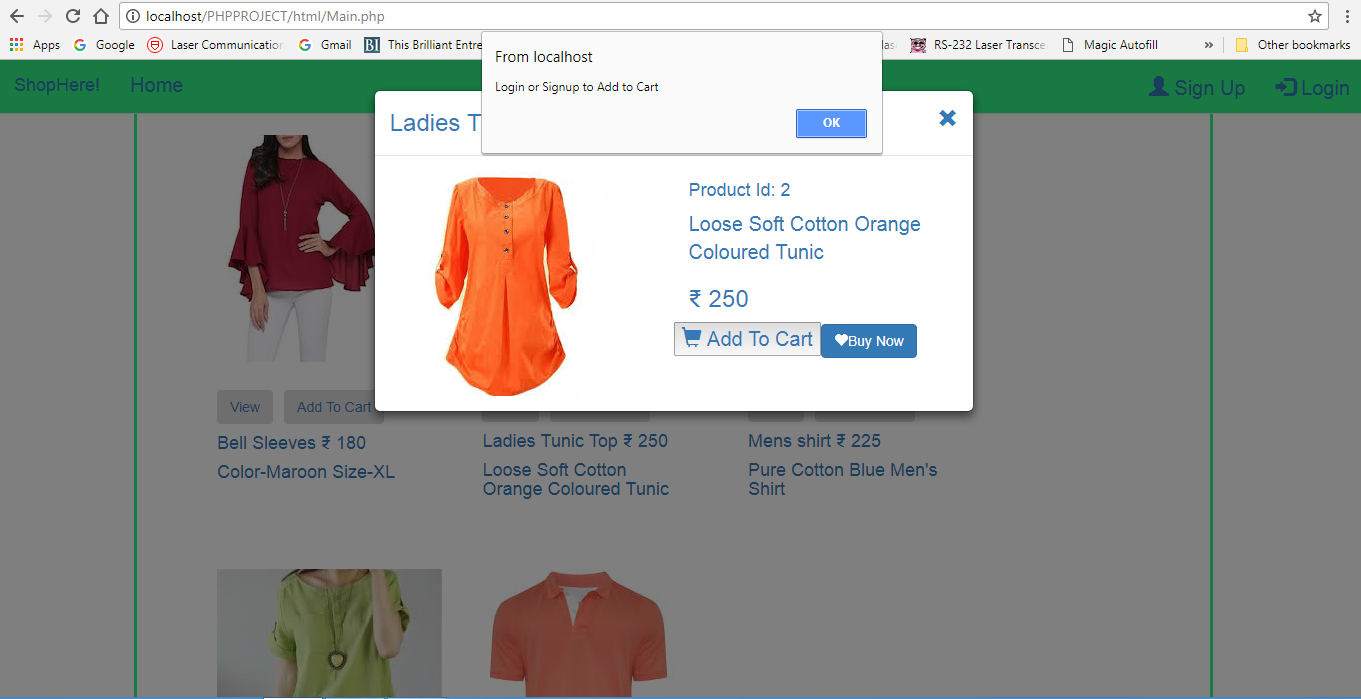 localhost/PHPPROJECT/html/Main.php
Apps Google Laser Communication Gmail BI This Brilliant Entre RS-232 Laser Transce Magic Autofill » Other bookmarks
From localhost
Login or Signup to Add to Cart
OK
ShopHere! Home Sign Up Login
Ladies T
Product Id: 2
Loose Soft Cotton Orange
Coloured Tunic
₹ 250
Add To Cart Buy Now
View Add To Cart
Bell Sleeves ₹ 180
Color-Maroon Size-XL
Ladies Tunic Top ₹ 250
Loose Soft Cotton
Orange Coloured Tunic
Mens shirt ₹ 225
Pure Cotton Blue Men's
Shirt